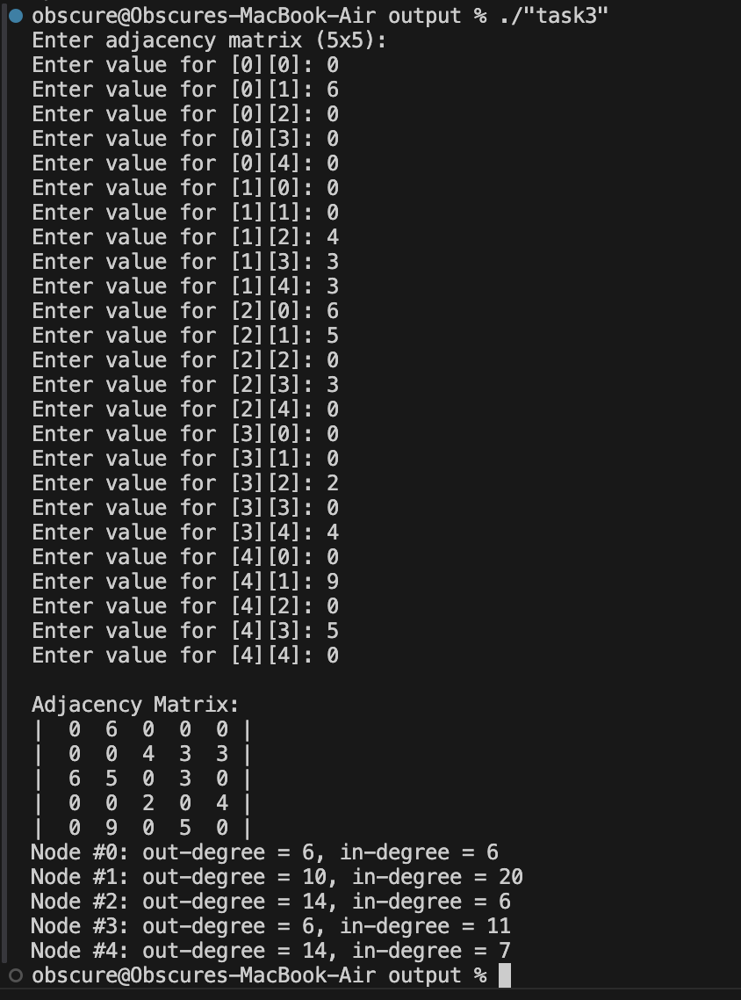 obscure@Obscures-MacBook-Air output % ./"task3"
Enter adjacency matrix (5x5):
Enter value for [0][0]: 0
Enter value for [0][1]: 6
Enter value for [0][2]: 0
Enter value for [0][3]: 0
Enter value for [0][4]: 0
Enter value for [1][0]: 0
Enter value for [1][1]: 0
Enter value for [1][2]: 4
Enter value for [1][3]: 3
Enter value for [1][4]: 3
Enter value for [2][0]: 6
Enter value for [2][1]: 5
Enter value for [2][2]: 0
Enter value for [2][3]: 3
Enter value for [2][4]: 0
Enter value for [3][0]: 0
Enter value for [3][1]: 0
Enter value for [3][2]: 2
Enter value for [3][3]: 0
Enter value for [3][4]: 4
Enter value for [4][0]: 0
Enter value for [4][1]: 9
Enter value for [4][2]: 0
Enter value for [4][3]: 5
Enter value for [4][4]: 0

Adjacency Matrix:
|  0  6  0  0  0 |
|  0  0  4  3  3 |
|  6  5  0  3  0 |
|  0  0  2  0  4 |
|  0  9  0  5  0 |
Node #0: out-degree = 6, in-degree = 6
Node #1: out-degree = 10, in-degree = 20
Node #2: out-degree = 14, in-degree = 6
Node #3: out-degree = 6, in-degree = 11
Node #4: out-degree = 14, in-degree = 7
obscure@Obscures-MacBook-Air output %